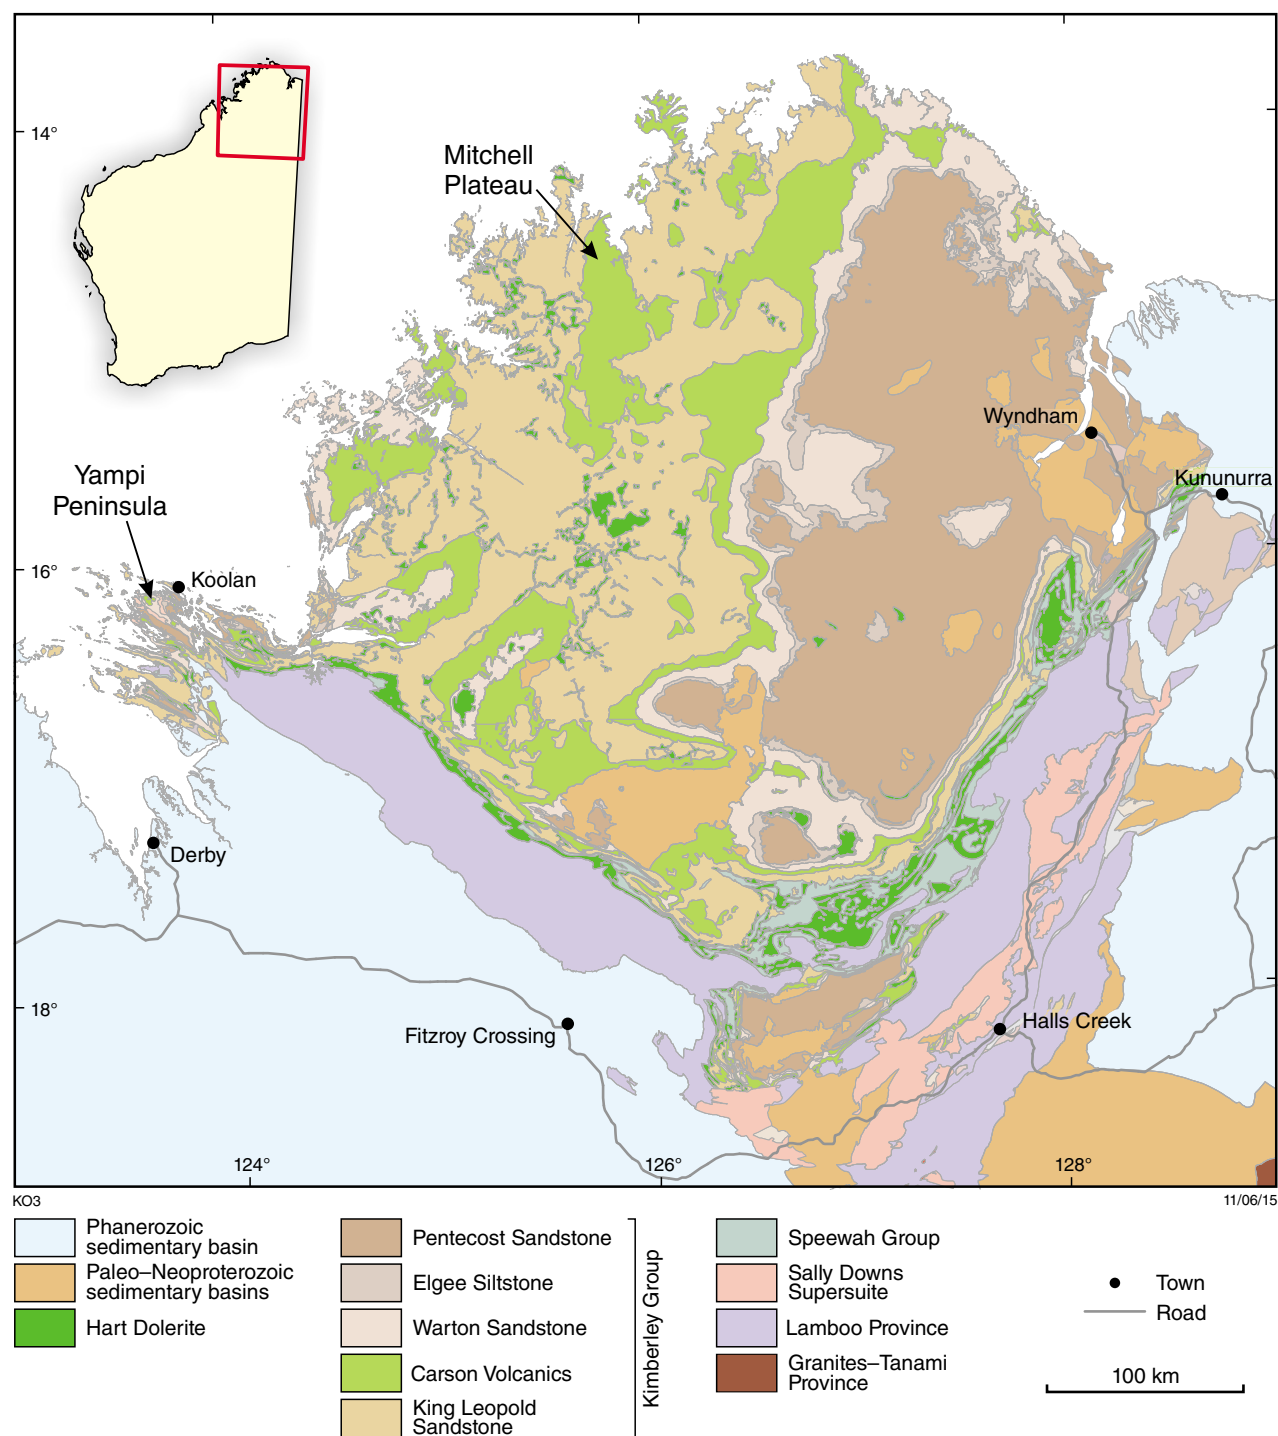 14°
Mitchell
Plateau
Wyndham
Kununurra
Yampi
Peninsula
16°
Koolan
Derby
18°
Fitzroy Crossing
Halls Creek
124°
126°
128°
KO3
11/06/15
Phanerozoic
sedimentary basin
Paleo–Neoproterozoic
sedimentary basins
Hart Dolerite
Pentecost Sandstone
Elgee Siltstone
Warton Sandstone
Carson Volcanics
King Leopold
Sandstone
Kimberley Group
Speewah Group
Sally Downs
Supersuite
Lamboo Province
Granites–Tanami
Province
Town
Road
100 km